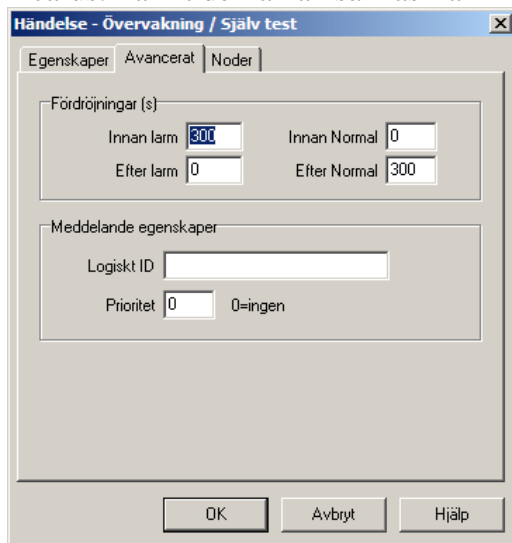 Händelse - Övervakning / Själv test
Egenskaper Avancerat Noder
Fördröjningar (s)
Innan larm 300 Innan Normal 0
Efter larm 0 Efter Normal 300
Meddelande egenskaper
Logiskt ID
Prioritet 0 0=ingen
OK Avbryt Hjälp